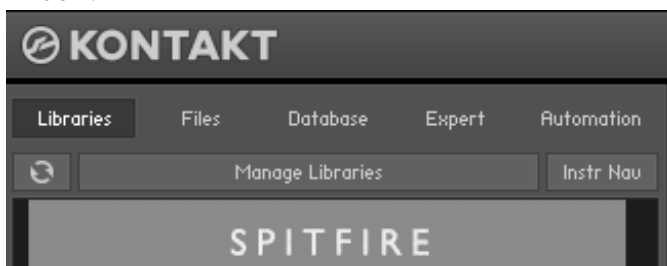 KONTAKT
Libraries Files Database Expert Automation
Manage Libraries Instr Nav
SPITFIRE